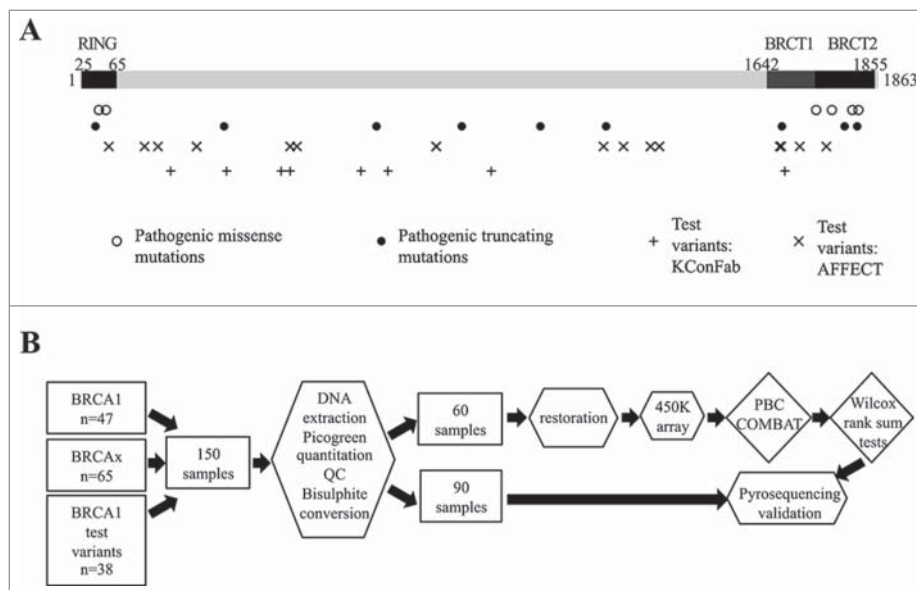 A
RING
BRCT1 BRCT2
25 65
1642
1855
1
1863
Pathogenic missense
mutations
Pathogenic truncating
mutations
Test
variants:
KConFab
Test
variants:
AFFECT
B
BRCA1
n=47
BRCAx
n=65
BRCA1
test
variants
n=38
150
samples
DNA
extraction
Picogreen
quantitation
QC
Bisulphite
conversion
60
samples
90
samples
restoration
450K
array
PBC
COMBAT
Wilcox
rank sum
tests
Pyrosequencing
validation